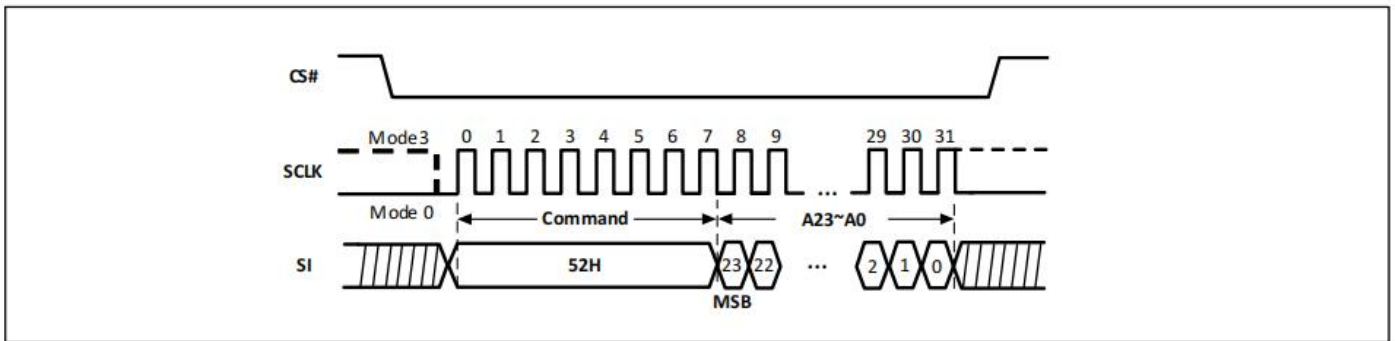 CS#
Mode3 0 1 2 3 4 5 6 7 8 9 29 30 31
SCLK
...
Mode 0 Command A23~A0
SI 52H 23 22 ... 2 1 0
MSB